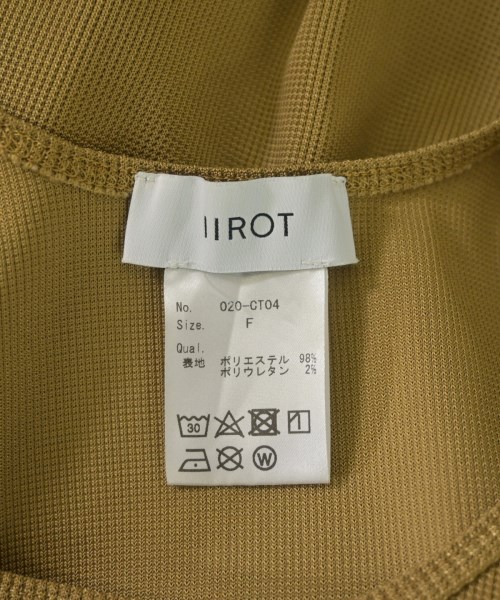 IIROT
No. 020-CT04
Size. F
Qual.
表地 ポリエステル 98%
ポリウレタン 2%
30
W